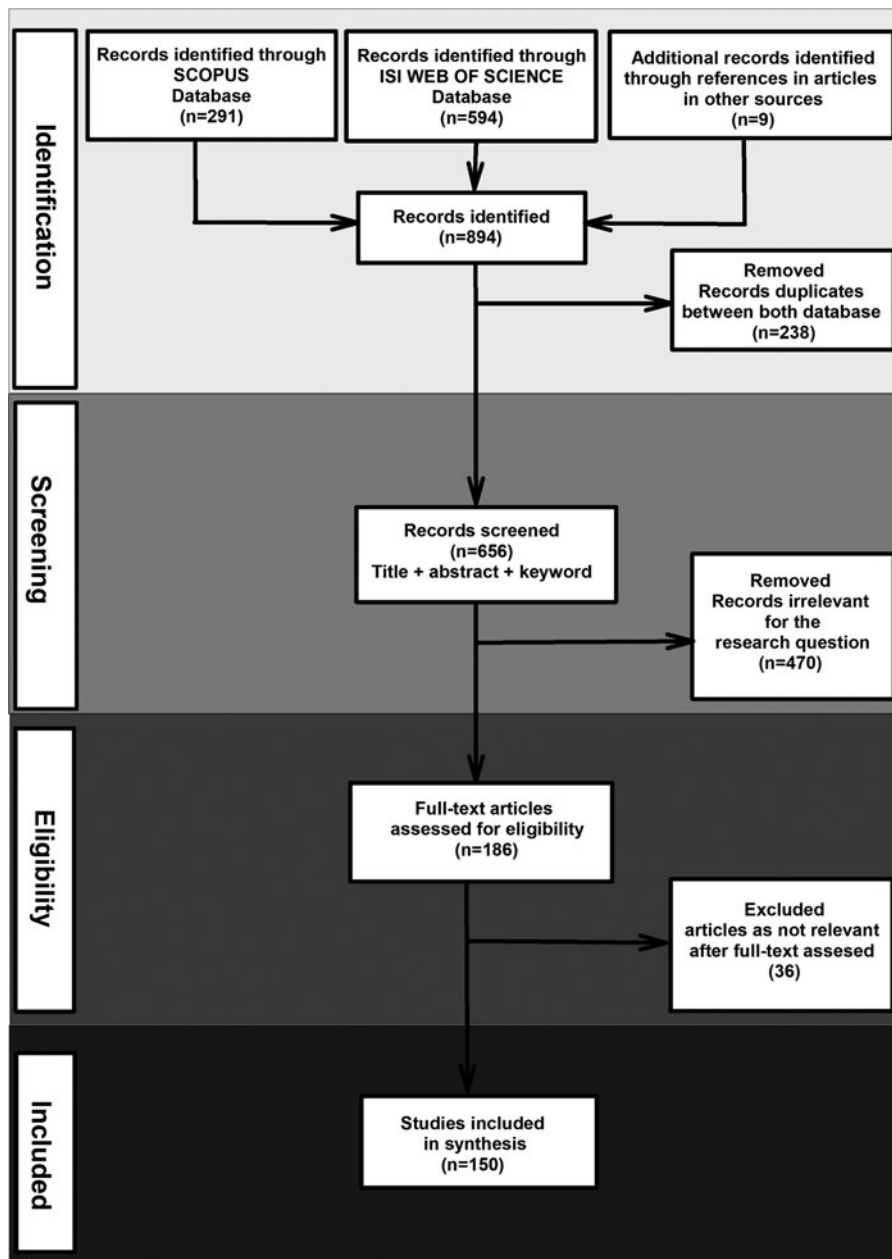 Identification
Records identified through
SCOPUS
Database
(n=291)
Records identified through
ISI WEB OF SCIENCE
Database
(n=594)
Additional records identified
through references in articles
in other sources
(n=9)
Records identified
(n=894)
Removed
Records duplicates
between both database
(n=238)
Screening
Records screened
(n=656)
Title + abstract + keyword
Removed
Records irrelevant
for the
research question
(n=470)
Eligibility
Full-text articles
assessed for eligibility
(n=186)
Excluded
articles as not relevant
after full-text assesed
(36)
Included
Studies included
in synthesis
(n=150)